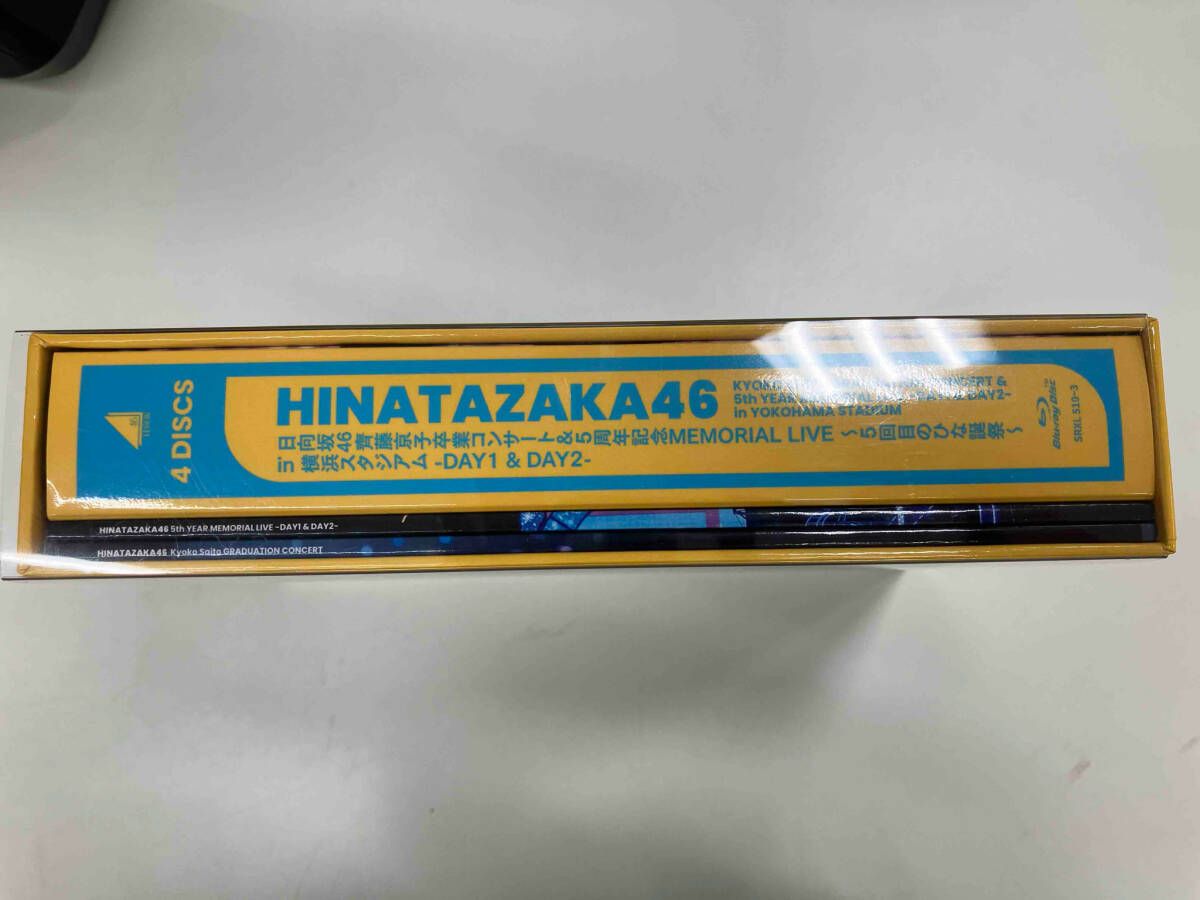 4 DISCS
HINATAZAKA46
5th YEAR
in YOKOHAMA STADIUM
日向坂46 齊藤京子卒業コンサート&5周年記念MEMORIAL LIVE ~5回目のひな誕祭~
in 横浜スタジアム -DAY1 & DAY2-
Blu-ray Disc™
SRXL 510-3
HINATAZAKA46 5th YEAR MEMORIAL LIVE -DAY1 & DAY2-
HINATAZAKA46 Kyoko Saito GRADUATION CONCERT